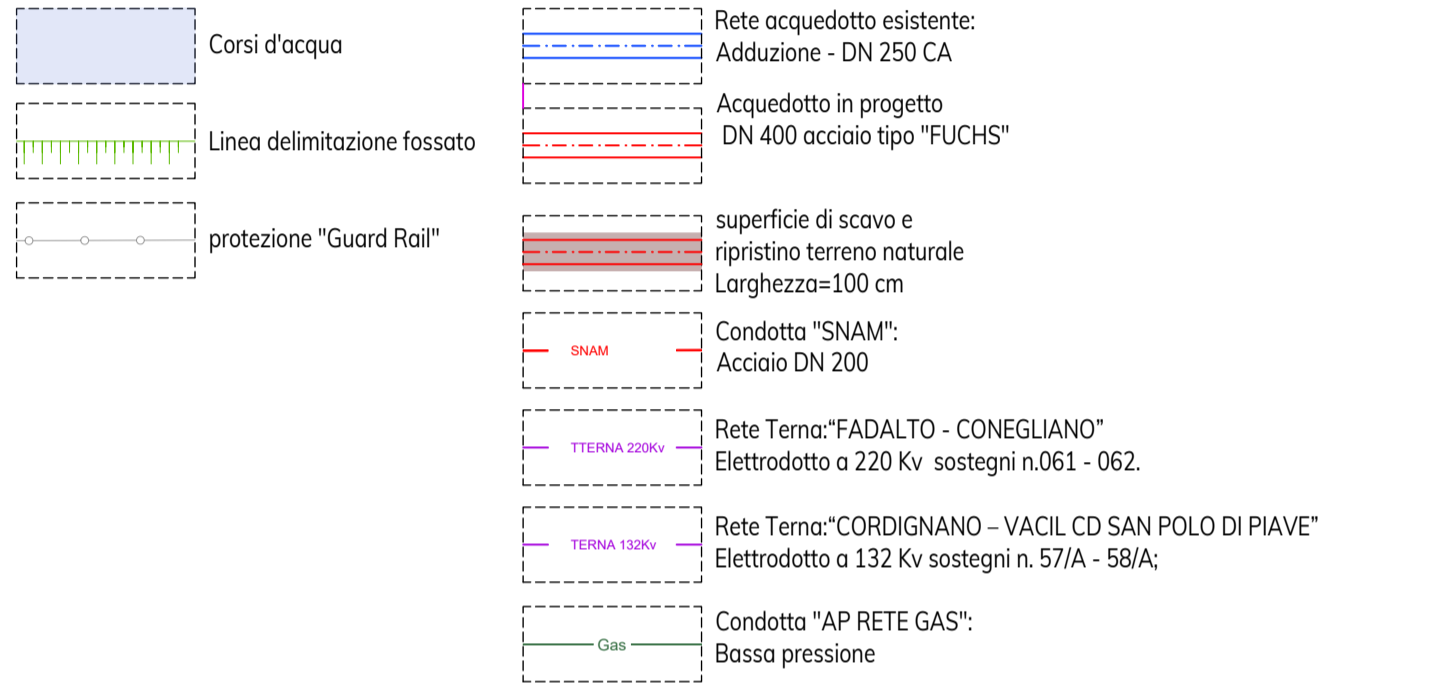 Corsi d'acqua
Linea delimitazione fossato
protezione "Guard Rail"
Rete acquedotto esistente:
Adduzione - DN 250 CA
Acquedotto in progetto
DN 400 acciaio tipo "FUCHS"
superficie di scavo e
ripristino terreno naturale
Larghezza=100 cm
SNAM
Condotta "SNAM":
Acciaio DN 200
TTERNA 220Kv
Rete Terna:“FADALTO - CONEGLIANO”
Elettrodotto a 220 Kv sostegni n.061 - 062.
TERNA 132Kv
Rete Terna:“CORDIGNANO – VACIL CD SAN POLO DI PIAVE”
Elettrodotto a 132 Kv sostegni n. 57/A - 58/A;
Gas
Condotta "AP RETE GAS":
Bassa pressione